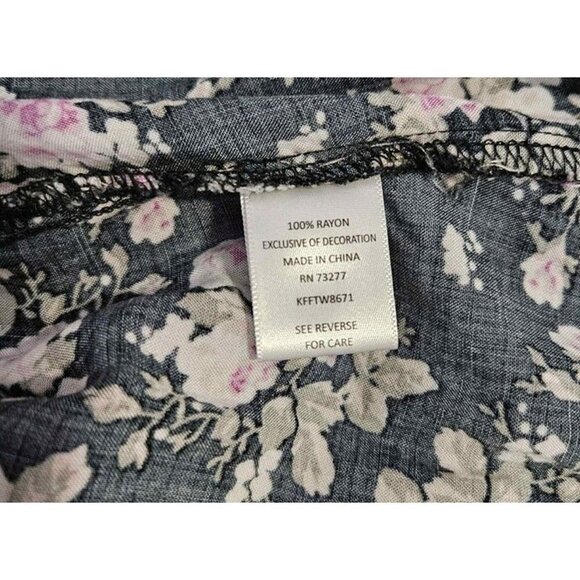 100% RAYON
EXCLUSIVE OF DECORATION
MADE IN CHINA
RN 73277
KFFTW8671
SEE REVERSE
FOR CARE